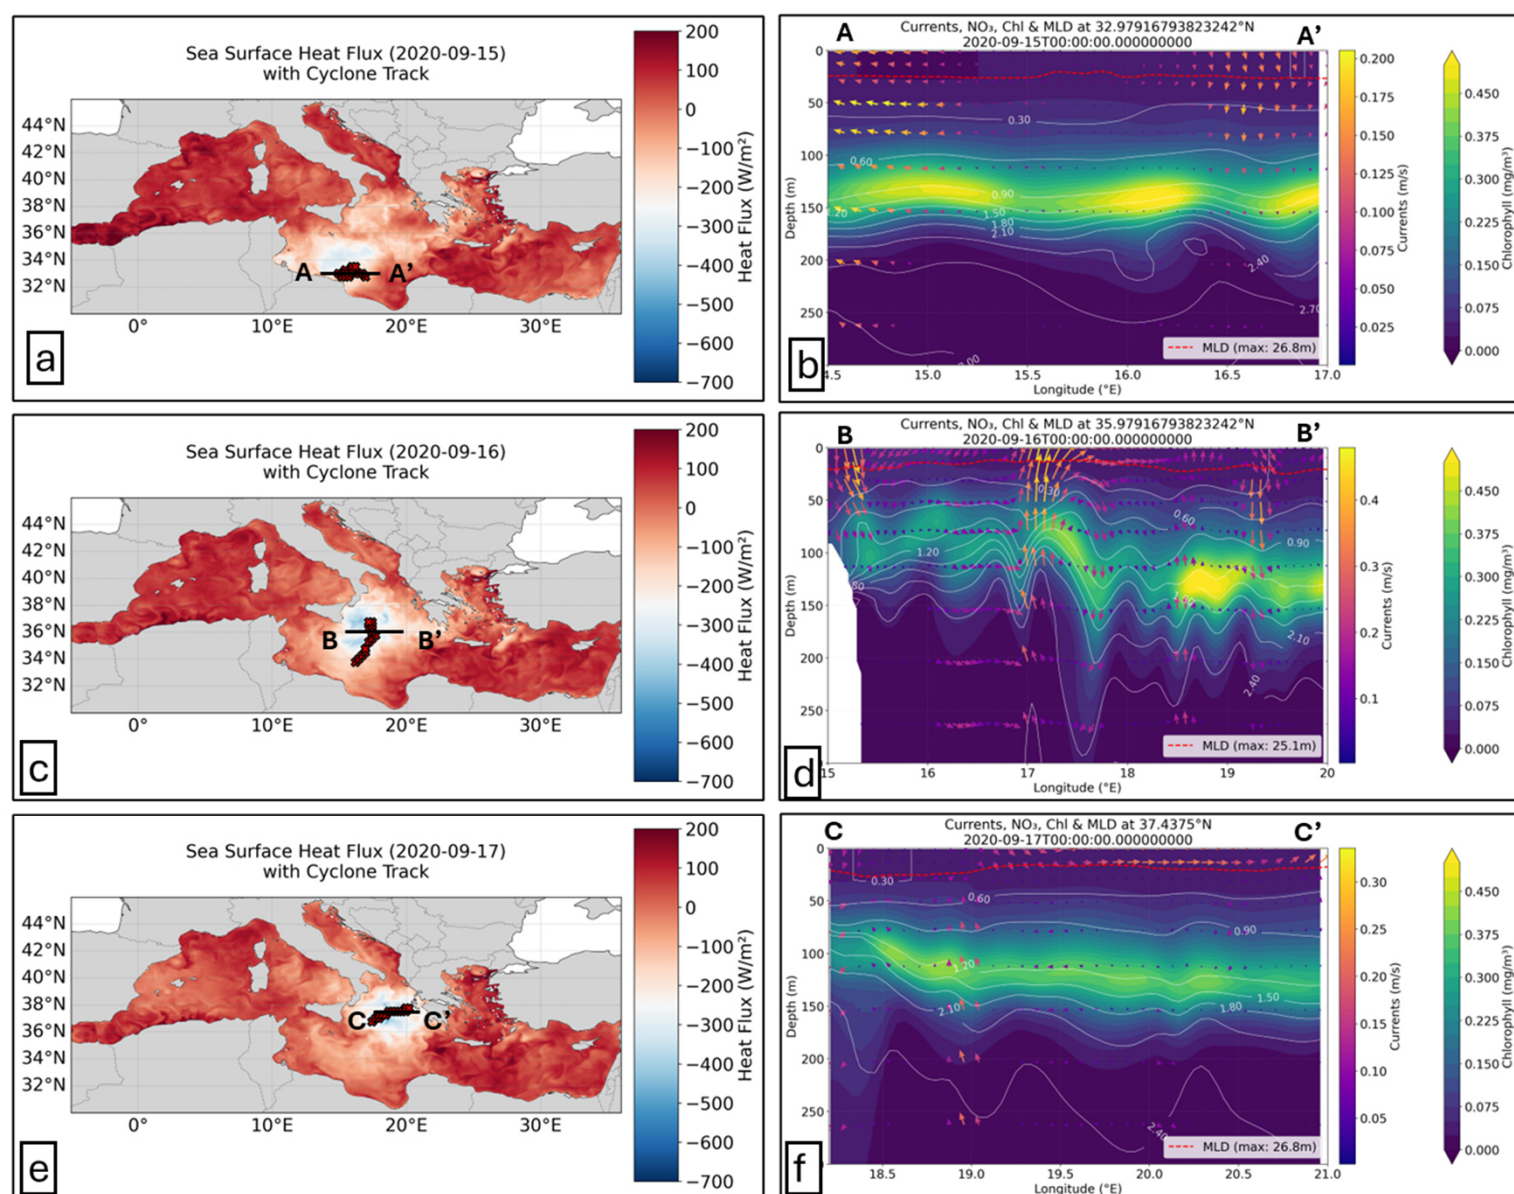 Sea Surface Heat Flux (2020-09-15)
with Cyclone Track
44°N
42°N
40°N
38°N
36°N
34°N
32°N
0°
10°E
20°E
30°E
A
A’
200
100
0
−100
−200
−300
−400
−500
−600
−700
Heat Flux (W/m²)
a
A
A’
Currents, NO₃, Chl & MLD at 32.97916793823242°N
2020-09-15T00:00:00.000000000
0
50
100
150
200
250
Depth (m)
0.30
0.60
0.90
1.50
1.80
2.10
2.40
2.70
MLD (max: 26.8m)
15.0
15.5
16.0
16.5
17.0
Longitude (°E)
0.200
0.175
0.150
0.125
0.100
0.075
0.050
0.025
Currents (m/s)
0.450
0.375
0.300
0.225
0.150
0.075
0.000
Chlorophyll (mg/m³)
b
Sea Surface Heat Flux (2020-09-16)
with Cyclone Track
44°N
42°N
40°N
38°N
36°N
34°N
32°N
0°
10°E
20°E
30°E
B
B’
200
100
0
−100
−200
−300
−400
−500
−600
−700
Heat Flux (W/m²)
c
B
B’
Currents, NO₃, Chl & MLD at 35.97916793823242°N
2020-09-16T00:00:00.000000000
0
50
100
150
200
250
Depth (m)
0.30
0.60
0.90
1.20
2.10
2.40
MLD (max: 25.1m)
15
16
17
18
19
20
Longitude (°E)
0.4
0.3
0.2
0.1
Currents (m/s)
0.450
0.375
0.300
0.225
0.150
0.075
0.000
Chlorophyll (mg/m³)
d
Sea Surface Heat Flux (2020-09-17)
with Cyclone Track
44°N
42°N
40°N
38°N
36°N
34°N
32°N
0°
10°E
20°E
30°E
C
C’
200
100
0
−100
−200
−300
−400
−500
−600
−700
Heat Flux (W/m²)
e
C
C’
Currents, NO₃, Chl & MLD at 37.4375°N
2020-09-17T00:00:00.000000000
0
50
100
150
200
250
Depth (m)
0.30
0.60
0.90
1.20
1.50
1.80
2.10
2.40
MLD (max: 26.8m)
18.5
19.0
19.5
20.0
20.5
21.0
Longitude (°E)
0.30
0.25
0.20
0.15
0.10
0.05
Currents (m/s)
0.450
0.375
0.300
0.225
0.150
0.075
0.000
Chlorophyll (mg/m³)
f